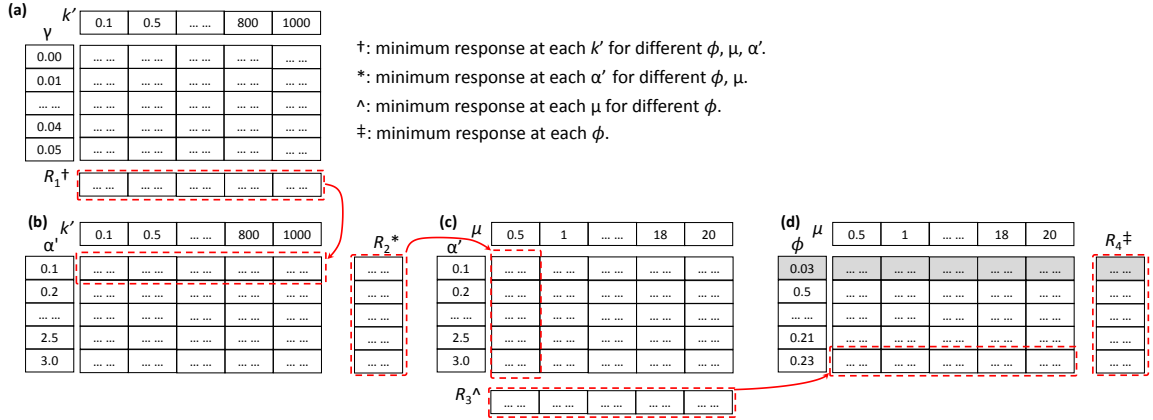 (a)
k'
γ
0.1 0.5 ... ... 800 1000
0.00 ... ... ... ... ... ... ... ... ... ...
0.01 ... ... ... ... ... ... ... ... ... ...
... ... ... ... ... ... ... ... ... ... ... ...
0.04 ... ... ... ... ... ... ... ... ... ...
0.05 ... ... ... ... ... ... ... ... ... ...
R1† ... ... ... ... ... ... ... ... ... ...
†: minimum response at each k' for different ϕ, μ, α'.
*: minimum response at each α' for different ϕ, μ.
^: minimum response at each μ for different ϕ.
‡: minimum response at each ϕ.
(b)
k'
α'
0.1 0.5 ... ... 800 1000
0.1 ... ... ... ... ... ... ... ... ... ...
0.2 ... ... ... ... ... ... ... ... ... ...
... ... ... ... ... ... ... ... ... ... ... ...
2.5 ... ... ... ... ... ... ... ... ... ...
3.0 ... ... ... ... ... ... ... ... ... ...
R2*
... ...
... ...
... ...
... ...
... ...
(c)
μ
α'
0.5 1 ... ... 18 20
0.1 ... ... ... ... ... ... ... ... ... ...
0.2 ... ... ... ... ... ... ... ... ... ...
... ... ... ... ... ... ... ... ... ... ... ...
2.5 ... ... ... ... ... ... ... ... ... ...
3.0 ... ... ... ... ... ... ... ... ... ...
R3^ ... ... ... ... ... ... ... ... ... ...
(d)
μ
ϕ
0.5 1 ... ... 18 20
0.03 ... ... ... ... ... ... ... ... ... ...
0.5 ... ... ... ... ... ... ... ... ... ...
... ... ... ... ... ... ... ... ... ... ... ...
0.21 ... ... ... ... ... ... ... ... ... ...
0.23 ... ... ... ... ... ... ... ... ... ...
R4‡
... ...
... ...
... ...
... ...
... ...